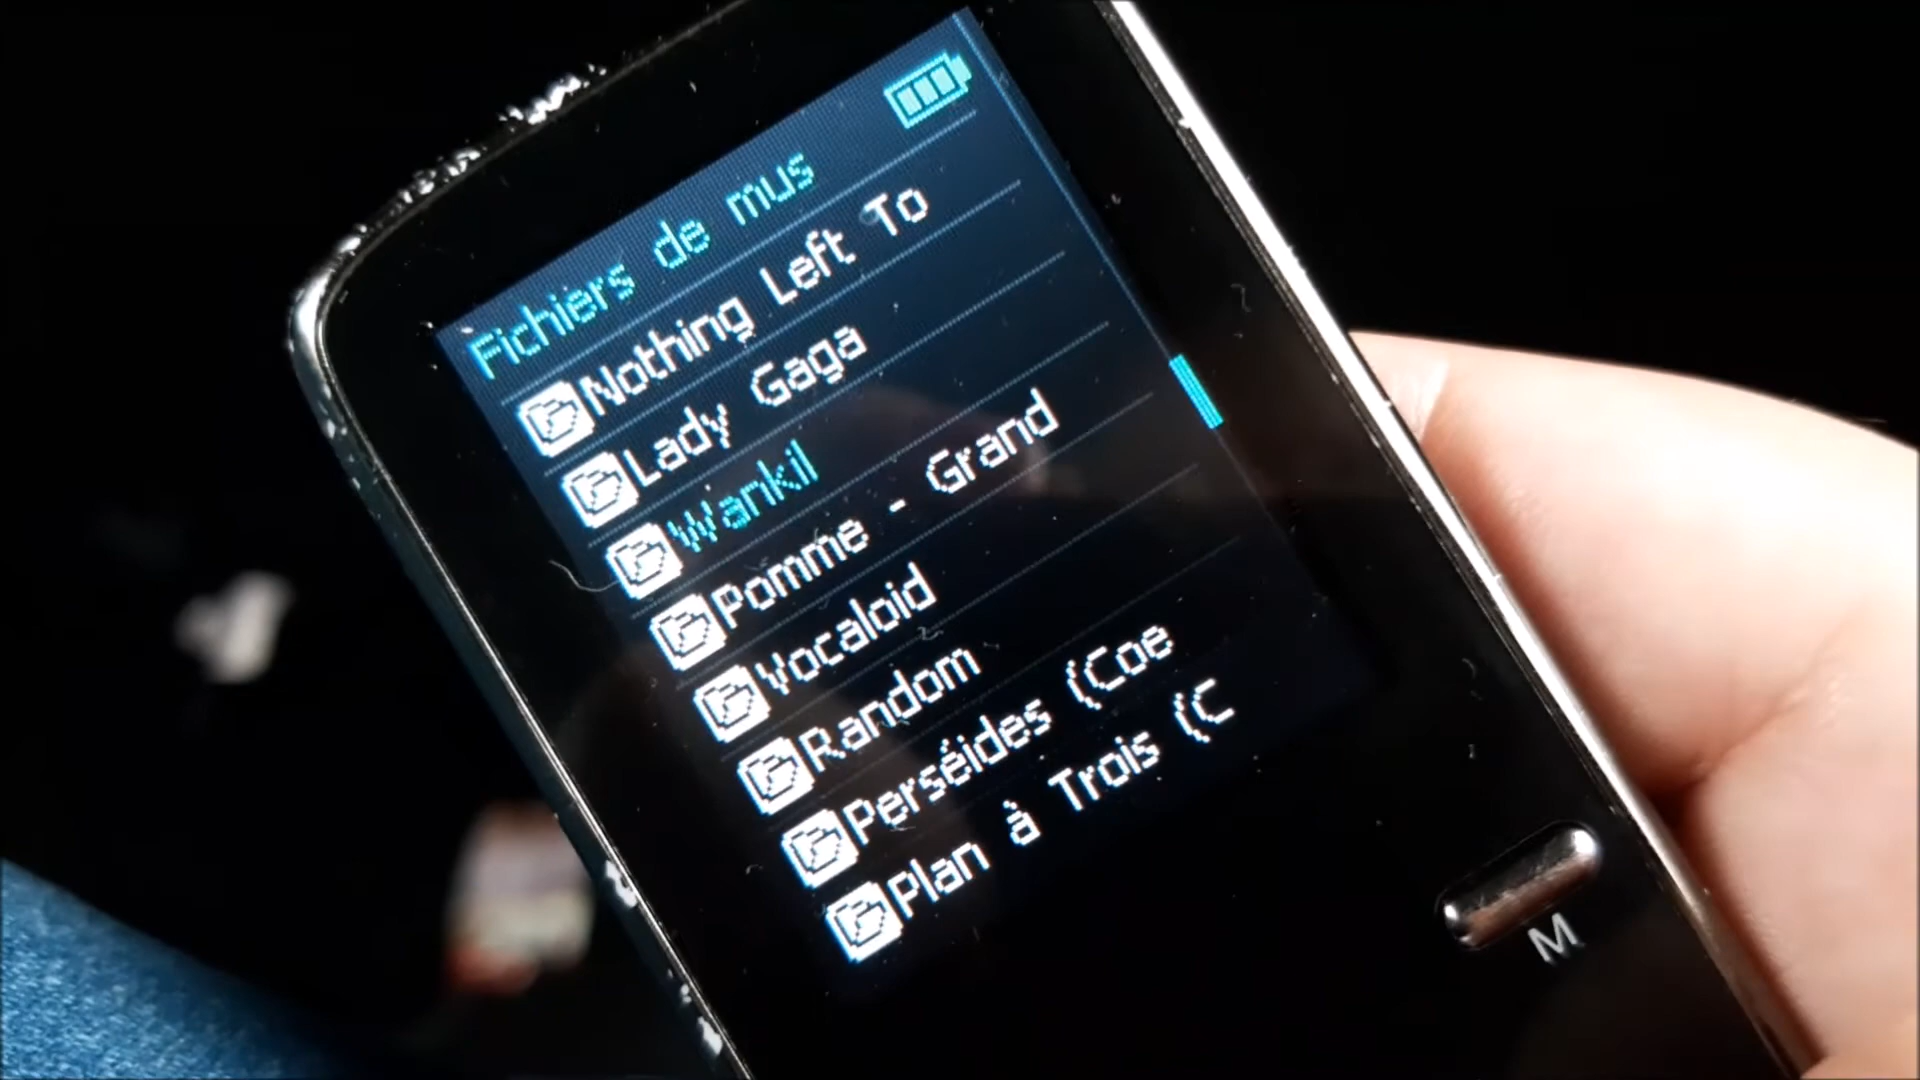 Fichiers de mus
Nothing Left To
Lady Gaga
Wankil
Pomme - Grand
Vocaloid
Random
Perséides (Coe
Plan à Trois (C
M